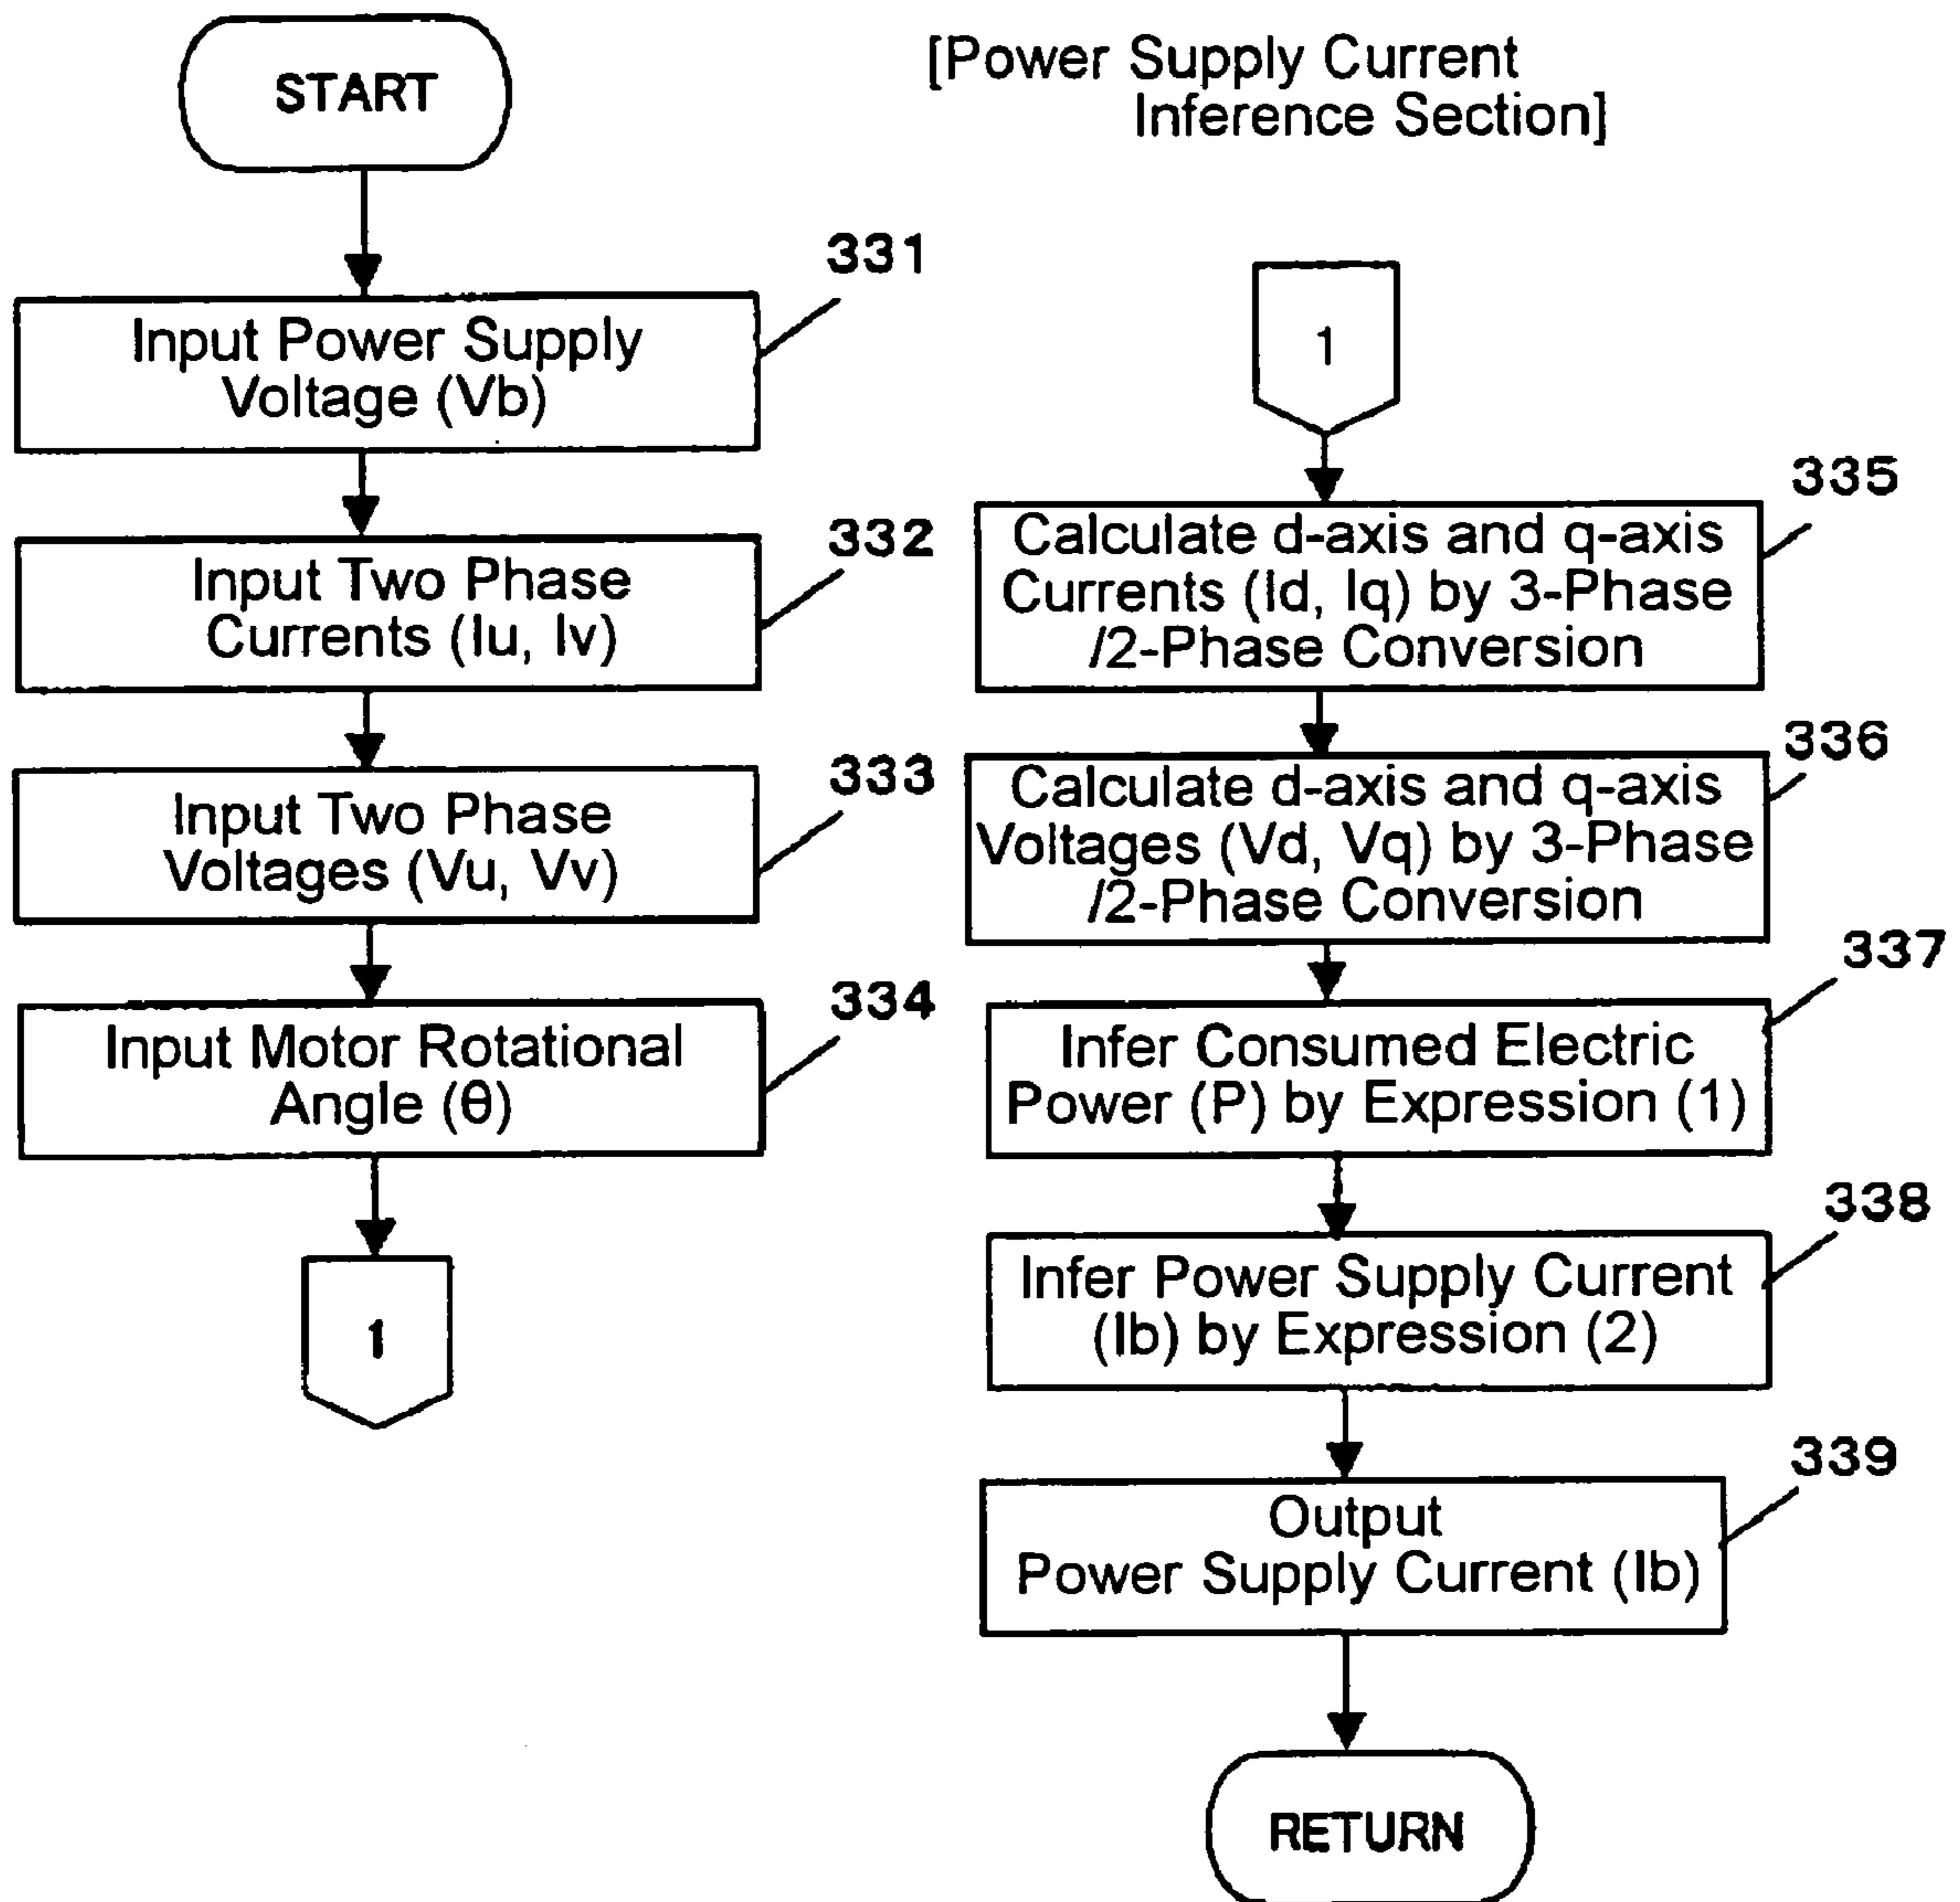 [Power Supply Current
Inference Section]
START
331
Input Power Supply
Voltage (Vb)
332
Input Two Phase
Currents (Iu, Iv)
333
Input Two Phase
Voltages (Vu, Vv)
334
Input Motor Rotational
Angle (θ)
1
1
335
Calculate d-axis and q-axis
Currents (Id, Iq) by 3-Phase
/2-Phase Conversion
336
Calculate d-axis and q-axis
Voltages (Vd, Vq) by 3-Phase
/2-Phase Conversion
337
Infer Consumed Electric
Power (P) by Expression (1)
338
Infer Power Supply Current
(Ib) by Expression (2)
339
Output
Power Supply Current (Ib)
RETURN